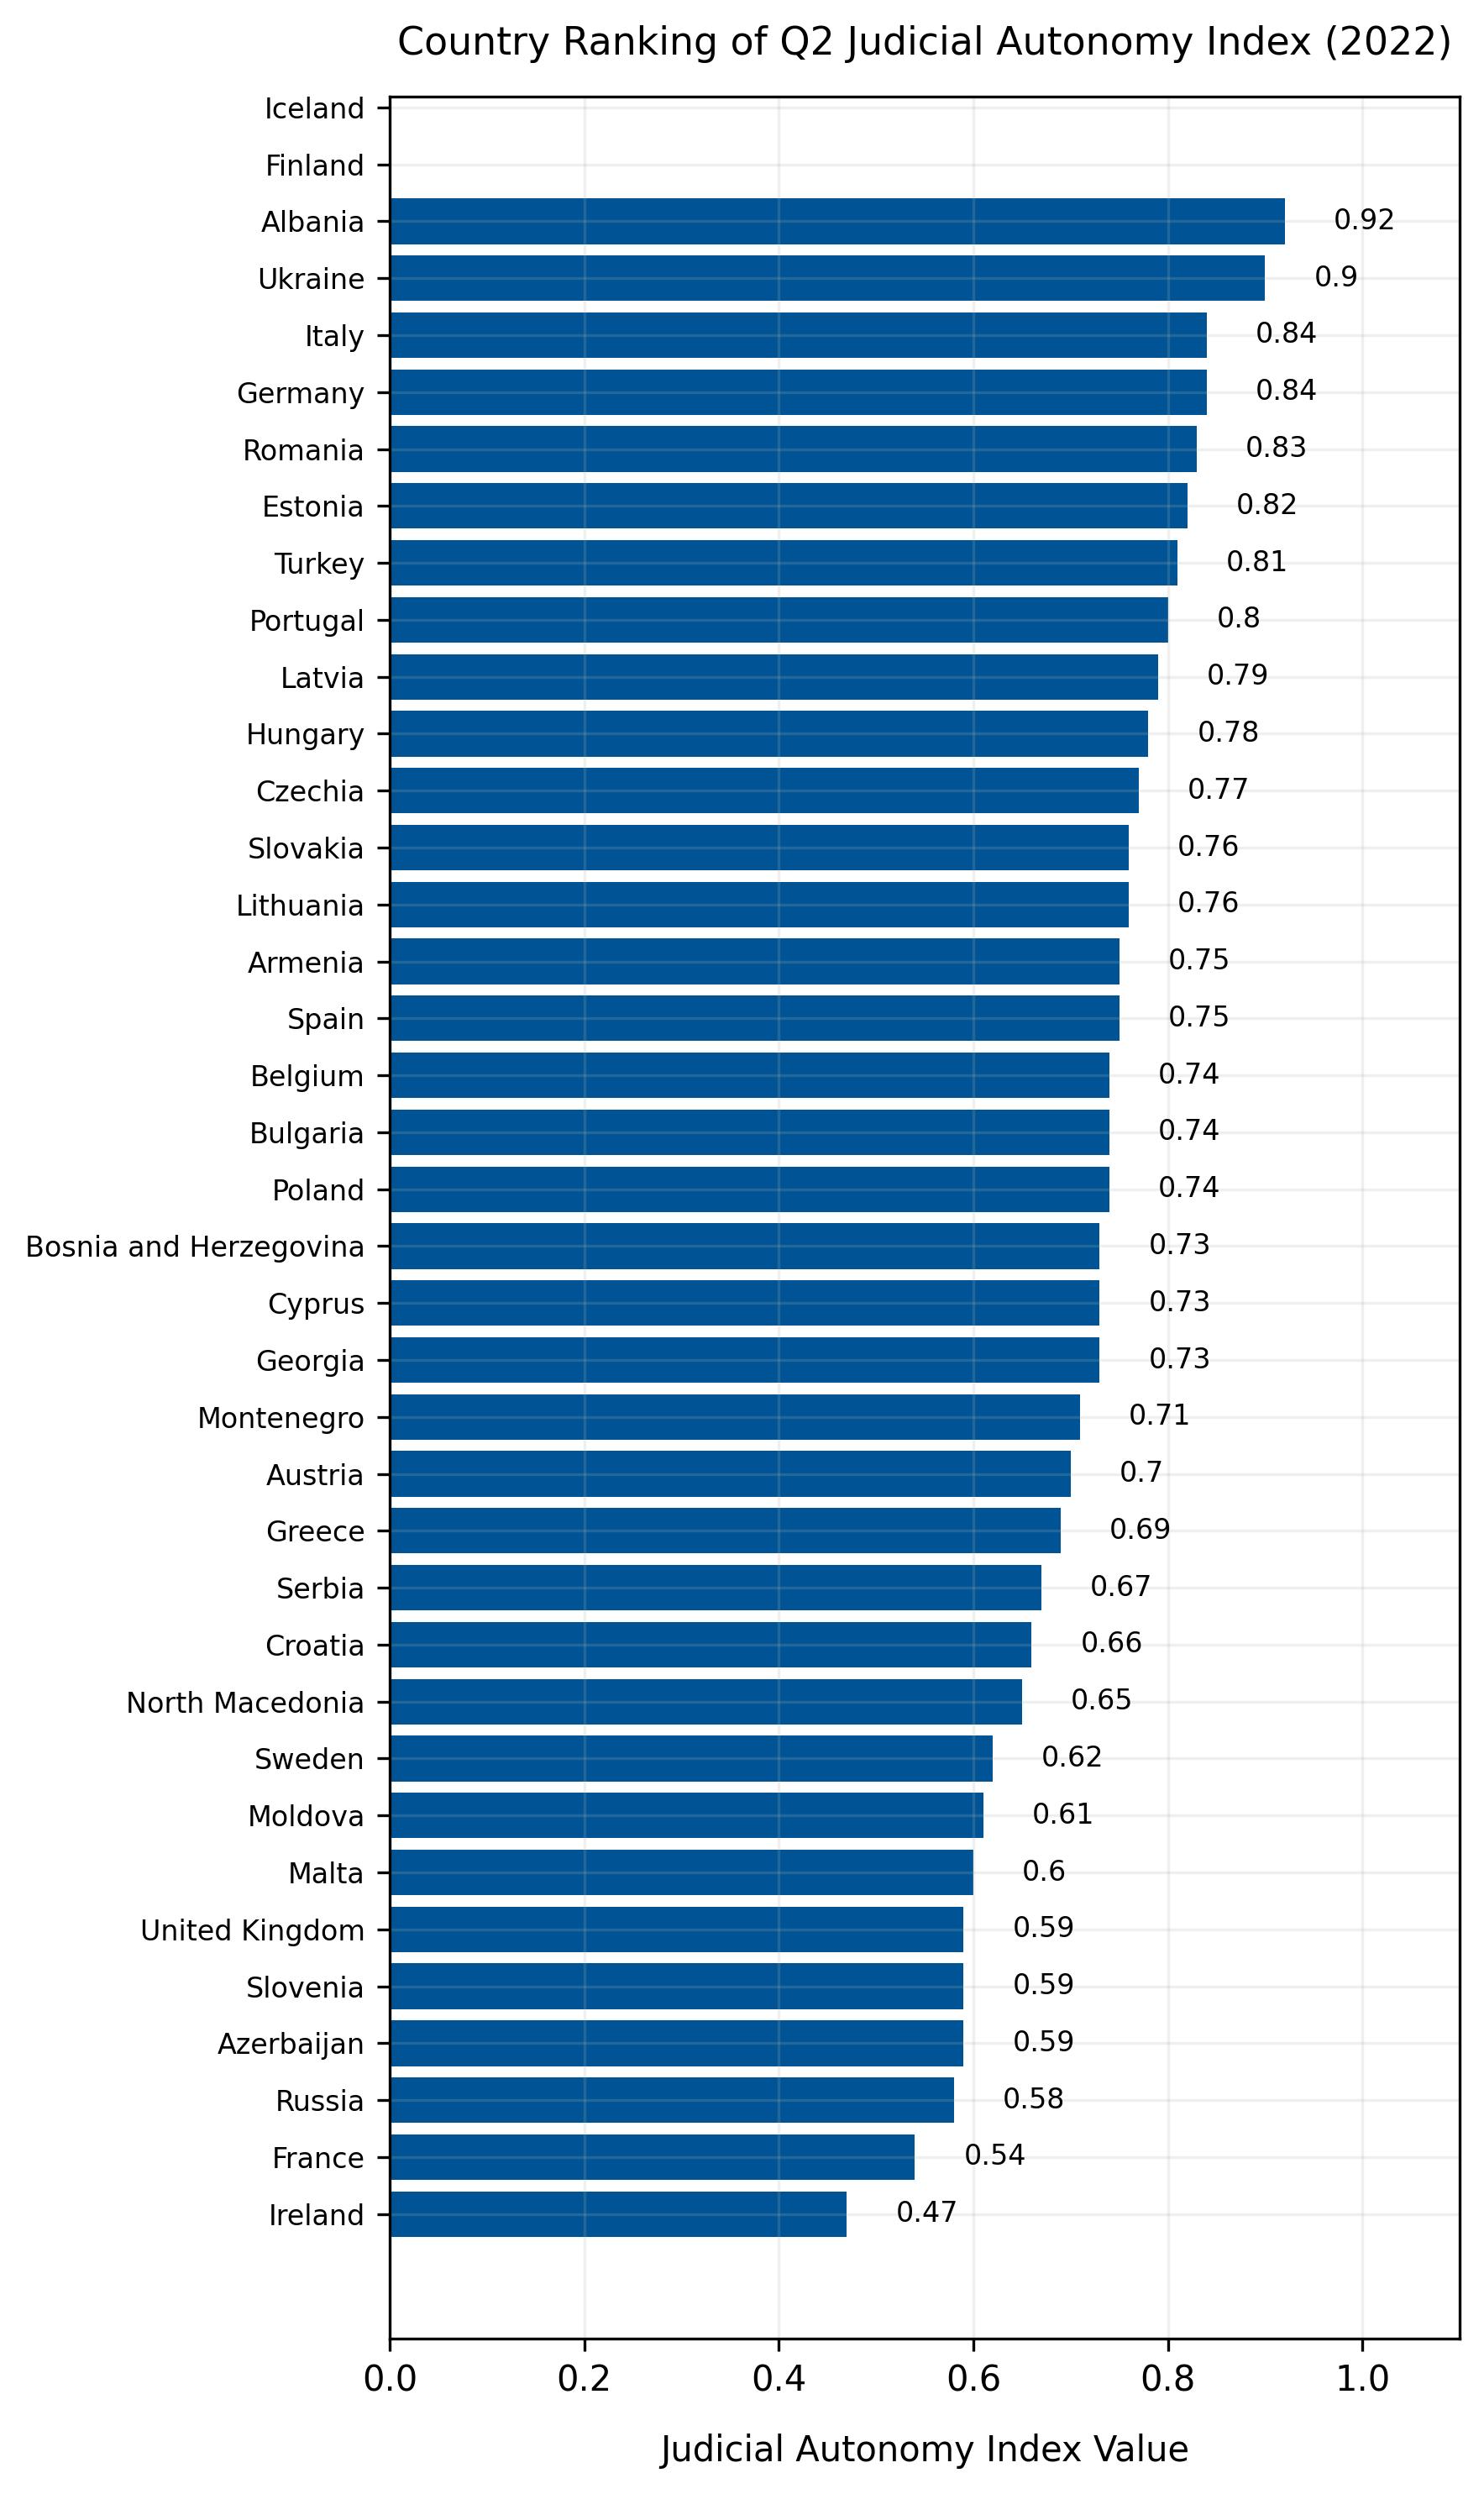 Country Ranking of Q2 Judicial Autonomy Index (2022)
Iceland
Finland
Albania 0.92
Ukraine 0.9
Italy 0.84
Germany 0.84
Romania 0.83
Estonia 0.82
Turkey 0.81
Portugal 0.8
Latvia 0.79
Hungary 0.78
Czechia 0.77
Slovakia 0.76
Lithuania 0.76
Armenia 0.75
Spain 0.75
Belgium 0.74
Bulgaria 0.74
Poland 0.74
Bosnia and Herzegovina 0.73
Cyprus 0.73
Georgia 0.73
Montenegro 0.71
Austria 0.7
Greece 0.69
Serbia 0.67
Croatia 0.66
North Macedonia 0.65
Sweden 0.62
Moldova 0.61
Malta 0.6
United Kingdom 0.59
Slovenia 0.59
Azerbaijan 0.59
Russia 0.58
France 0.54
Ireland 0.47
0.0 0.2 0.4 0.6 0.8 1.0
Judicial Autonomy Index Value